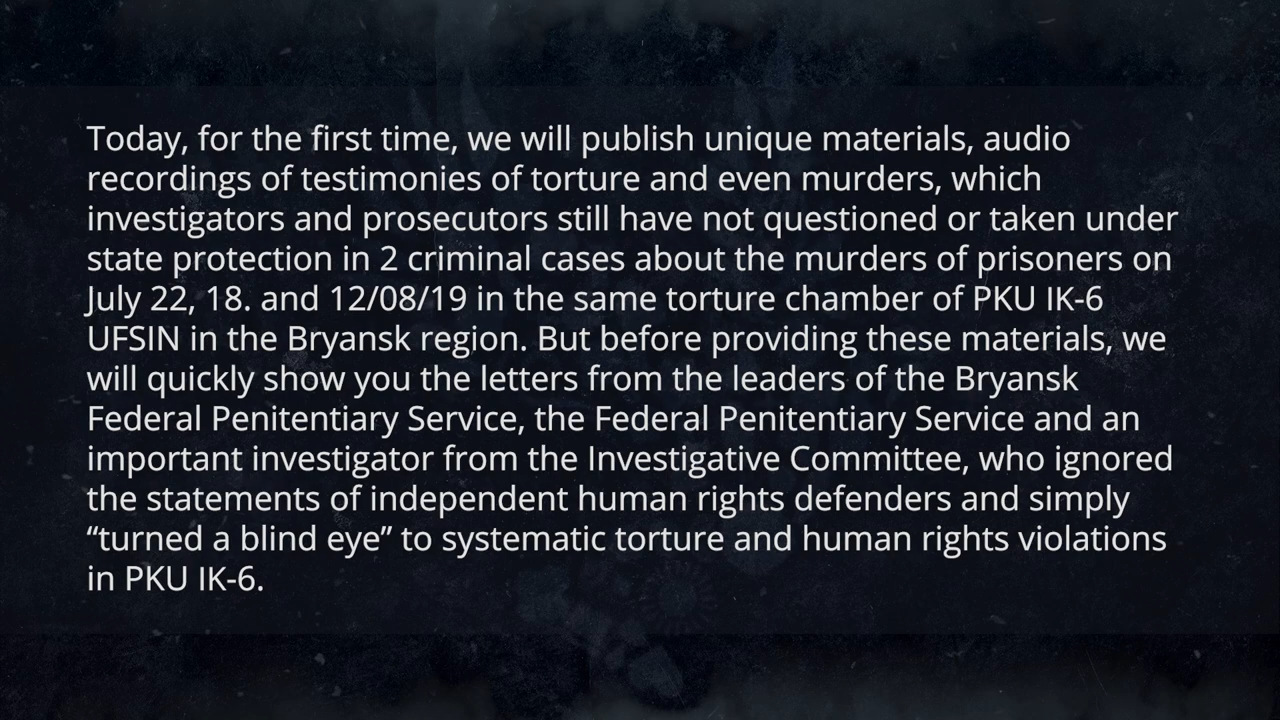 Today, for the first time, we will publish unique materials, audio
recordings of testimonies of torture and even murders, which
investigators and prosecutors still have not questioned or taken under
state protection in 2 criminal cases about the murders of prisoners on
July 22, 18. and 12/08/19 in the same torture chamber of PKU IK-6
UFSIN in the Bryansk region. But before providing these materials, we
will quickly show you the letters from the leaders of the Bryansk
Federal Penitentiary Service, the Federal Penitentiary Service and an
important investigator from the Investigative Committee, who ignored
the statements of independent human rights defenders and simply
“turned a blind eye” to systematic torture and human rights violations
in PKU IK-6.